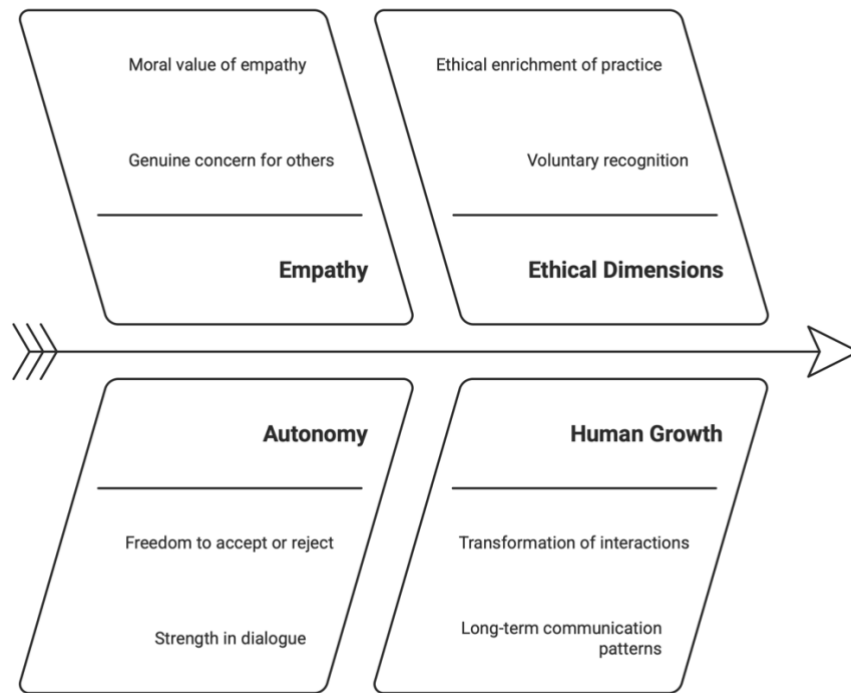 Moral value of empathy
Genuine concern for others
Empathy
Ethical enrichment of practice
Voluntary recognition
Ethical Dimensions
Autonomy
Freedom to accept or reject
Strength in dialogue
Human Growth
Transformation of interactions
Long-term communication
patterns